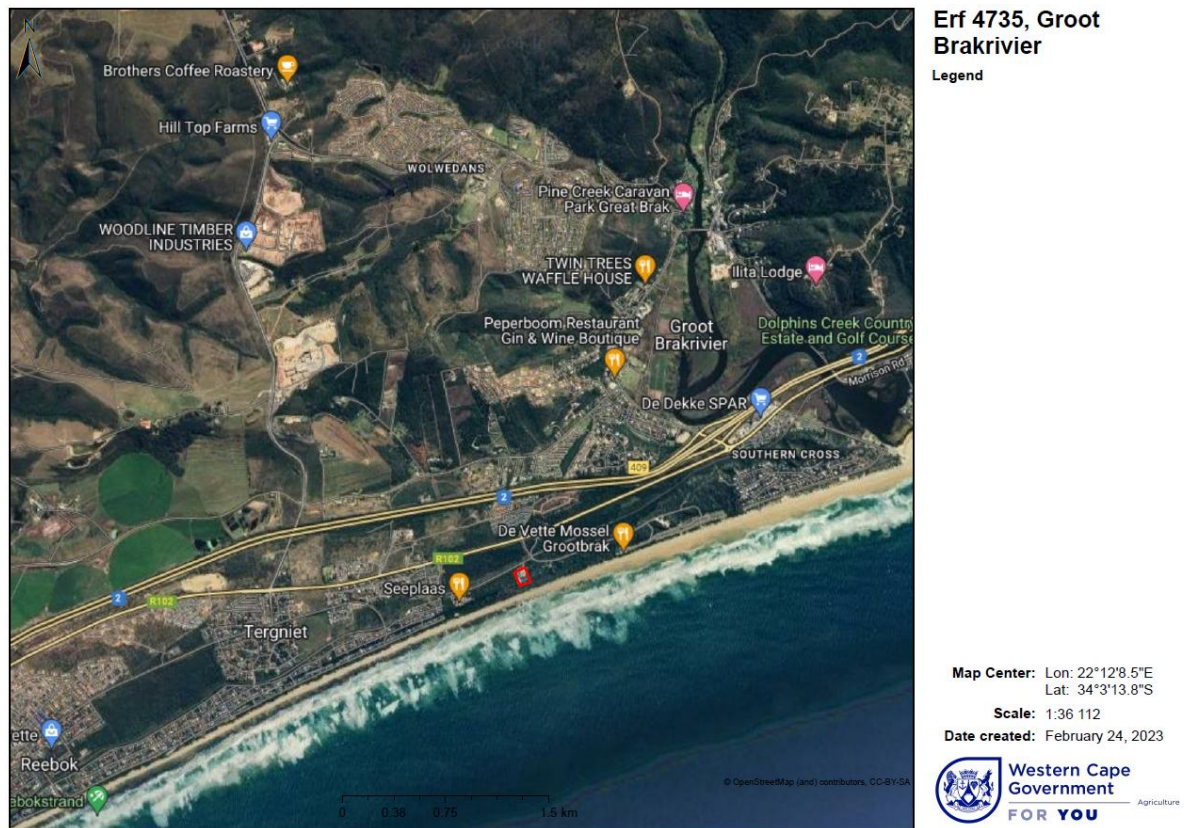 Erf 4735, Groot
Brakrivier
Legend
N
Brothers Coffee Roastery
Hill Top Farms
WOLWEDANS
Pine Creek Caravan
Park Great Brak
WOODLINE TIMBER
INDUSTRIES
TWIN TREES
WAFFLE HOUSE
Ilita Lodge
Peperboom Restaurant
Gin & Wine Boutique
Groot
Brakrivier
Dolphins Creek Country
Estate and Golf Course
2
Morrison Rd
De Dekke SPAR
409
SOUTHERN CROSS
2
De Vette Mossel
Grootbrak
R102
Seeplaas
2
R102
Tergniet
ette
Reebok
ebokstrand
© OpenStreetMap (and) contributors, CC-BY-SA
0 0.38 0.75 1.5 km
Map Center: Lon: 22°12'8.5"E
Lat: 34°3'13.8"S
Scale: 1:36 112
Date created: February 24, 2023
Western Cape
Government
Agriculture
FOR YOU